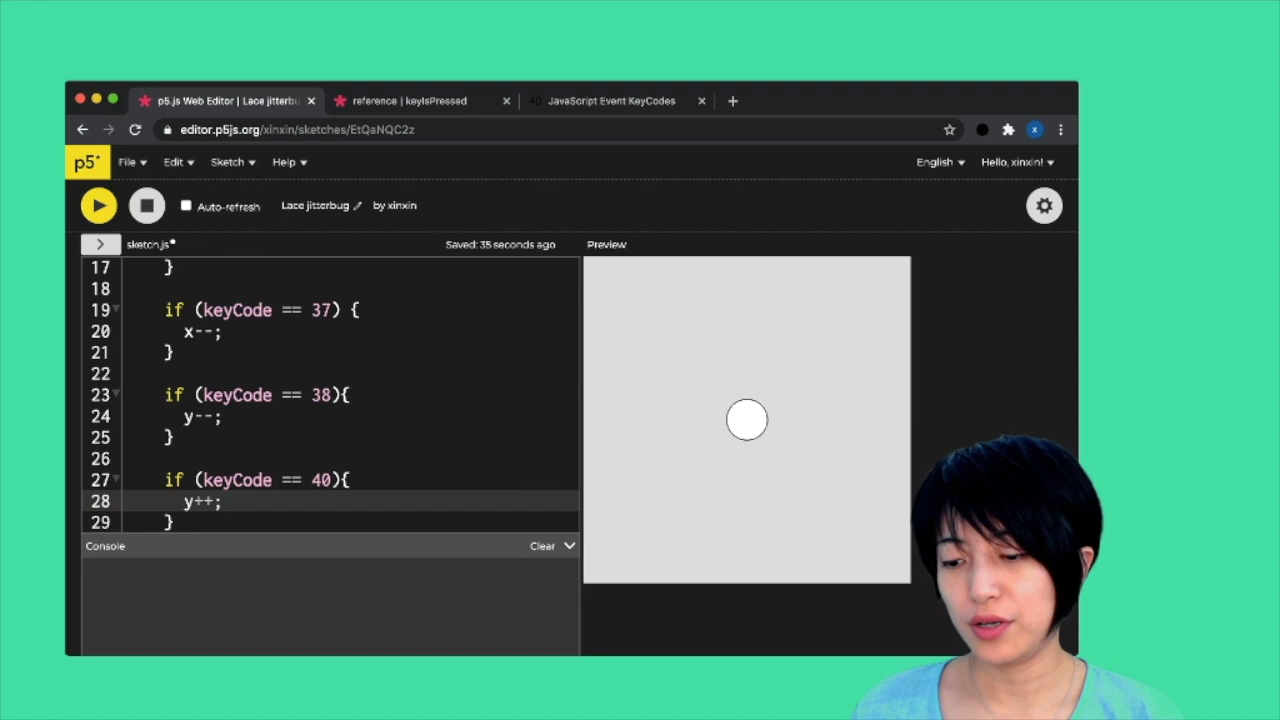 p5.js Web Editor | Lace jitterbu
reference | keyIsPressed
40 JavaScript Event KeyCodes
editor.p5js.org/xinxin/sketches/EtQaNQC2z
x
p5* File Edit Sketch Help English Hello, xinxin!
Auto-refresh Lace jitterbug by xinxin
sketch.js Saved: 35 seconds ago Preview
17 }
18
19 if (keyCode == 37) {
20 x--;
21 }
22
23 if (keyCode == 38){
24 y--;
25 }
26
27 if (keyCode == 40){
28 y++;
29 }
Console Clear